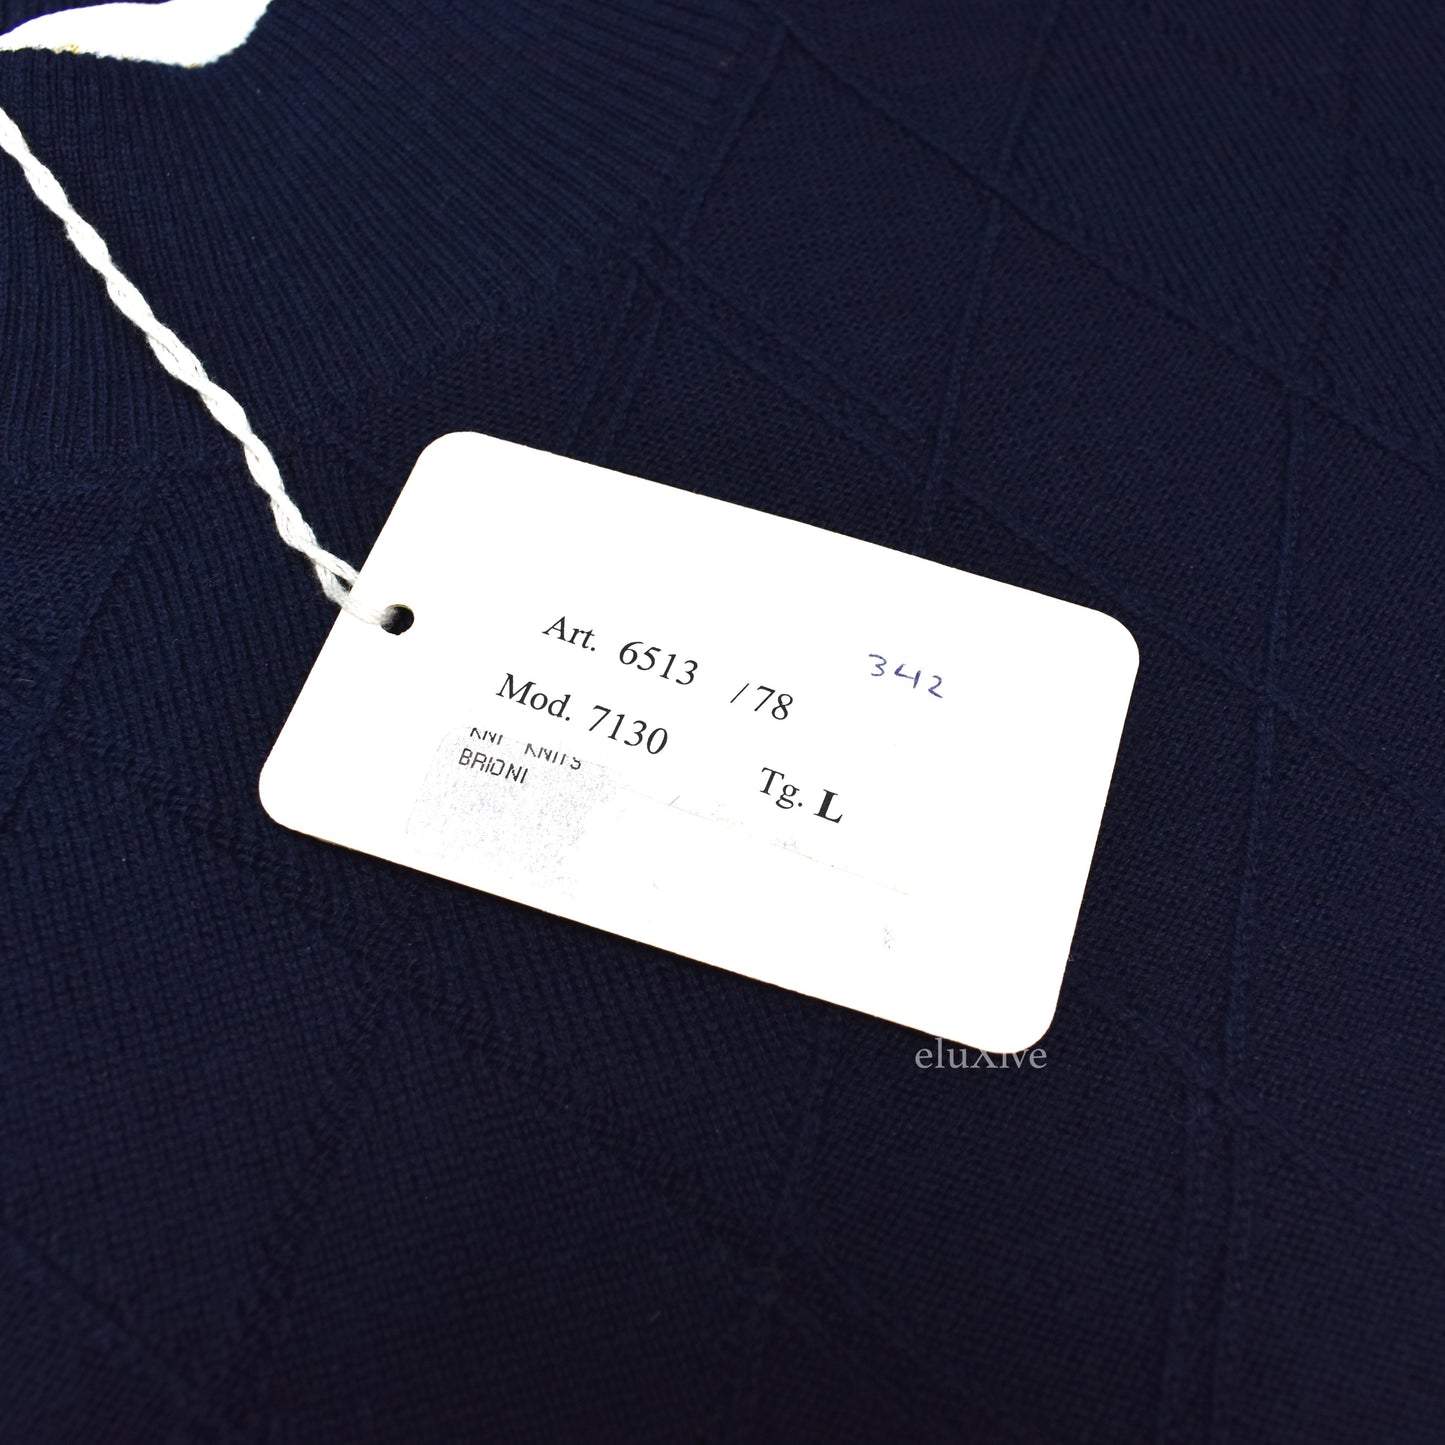 Art. 6513 /78 342
Mod. 7130
Tg. L
KNITS
BRIONI
eluXive